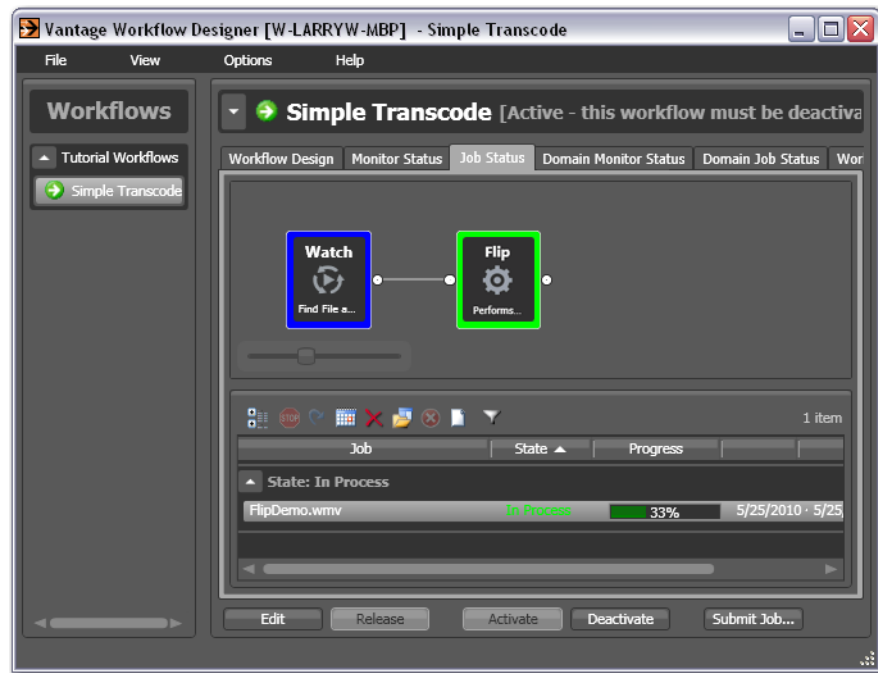 Vantage Workflow Designer [W-LARRYW-MBP] - Simple Transcode
File View Options Help
Workflows
Tutorial Workflows
Simple Transcode
Simple Transcode [Active - this workflow must be deactiva
Workflow Design Monitor Status Job Status Domain Monitor Status Domain Job Status Wor
Watch
Find File a...
Flip
Performs...
STOP
1 item
Job State Progress
State: In Process
FlipDemo.wmv In Process 33% 5/25/2010 · 5/25/
Edit Release Activate Deactivate Submit Job...